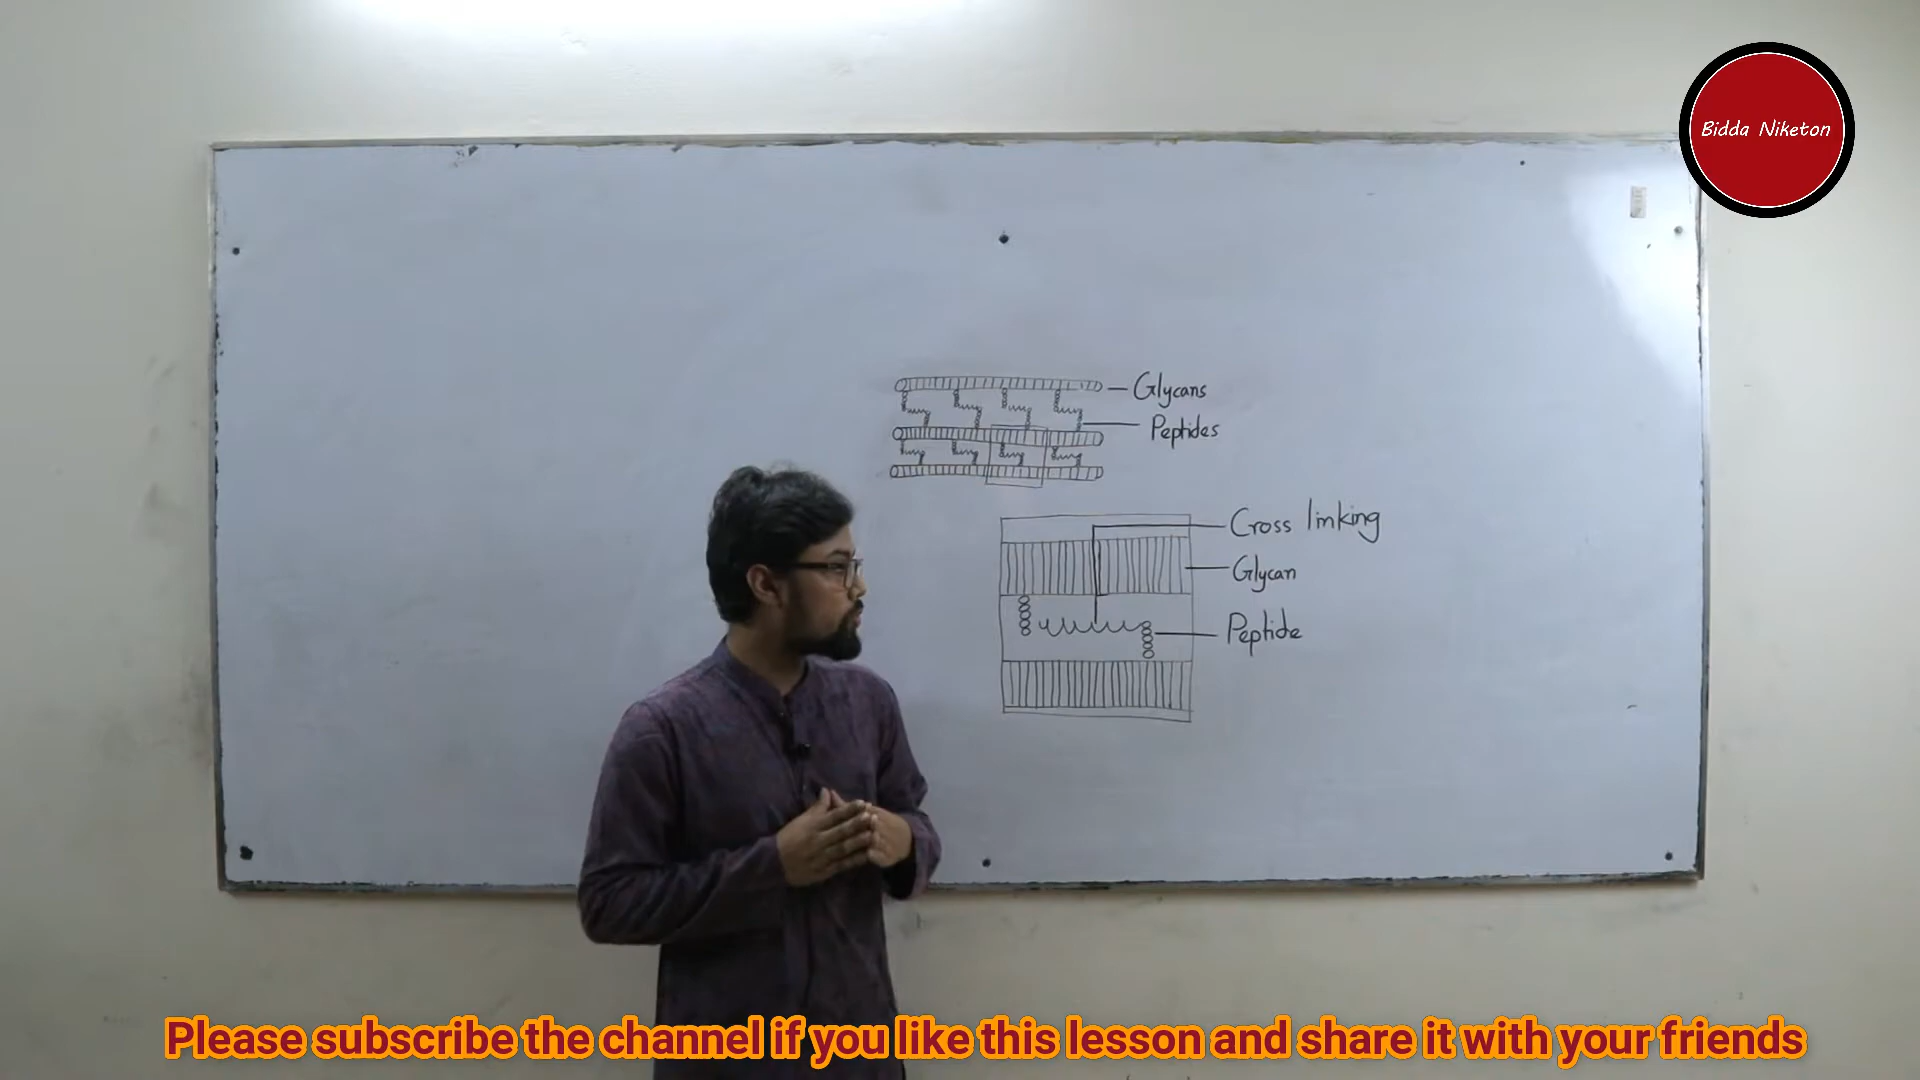 Bidda Niketon
Glycans
Peptides
Cross linking
Glycan
Peptide
Please subscribe the channel if you like this lesson and share it with your friends